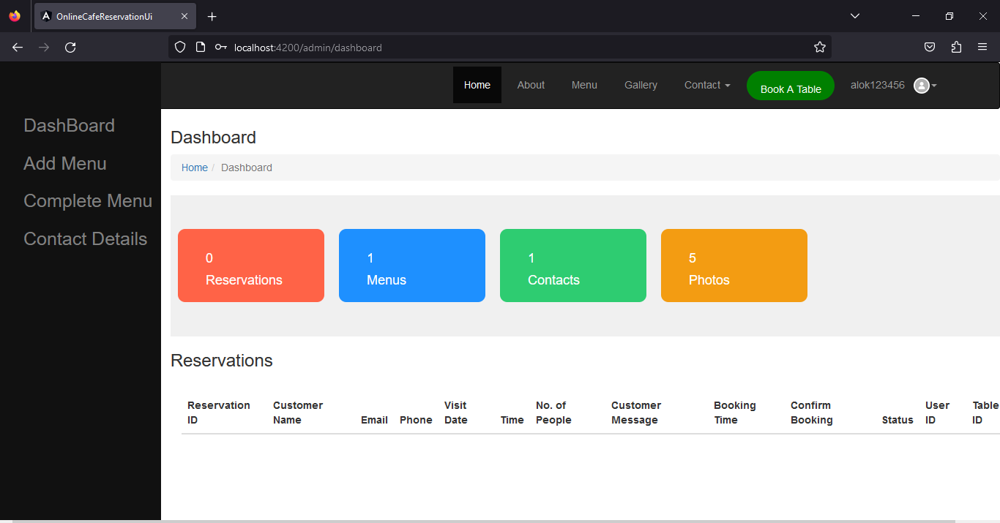 OnlineCafeReservationUi
localhost:4200/admin/dashboard
Home About Menu Gallery Contact Book A Table alok123456
DashBoard
Add Menu
Complete Menu
Contact Details
Dashboard
Home / Dashboard
0
Reservations
1
Menus
1
Contacts
5
Photos
Reservations
Reservation ID
Customer Name
Email
Phone
Visit Date
Time
No. of People
Customer Message
Booking Time
Confirm Booking
Status
User ID
Table ID